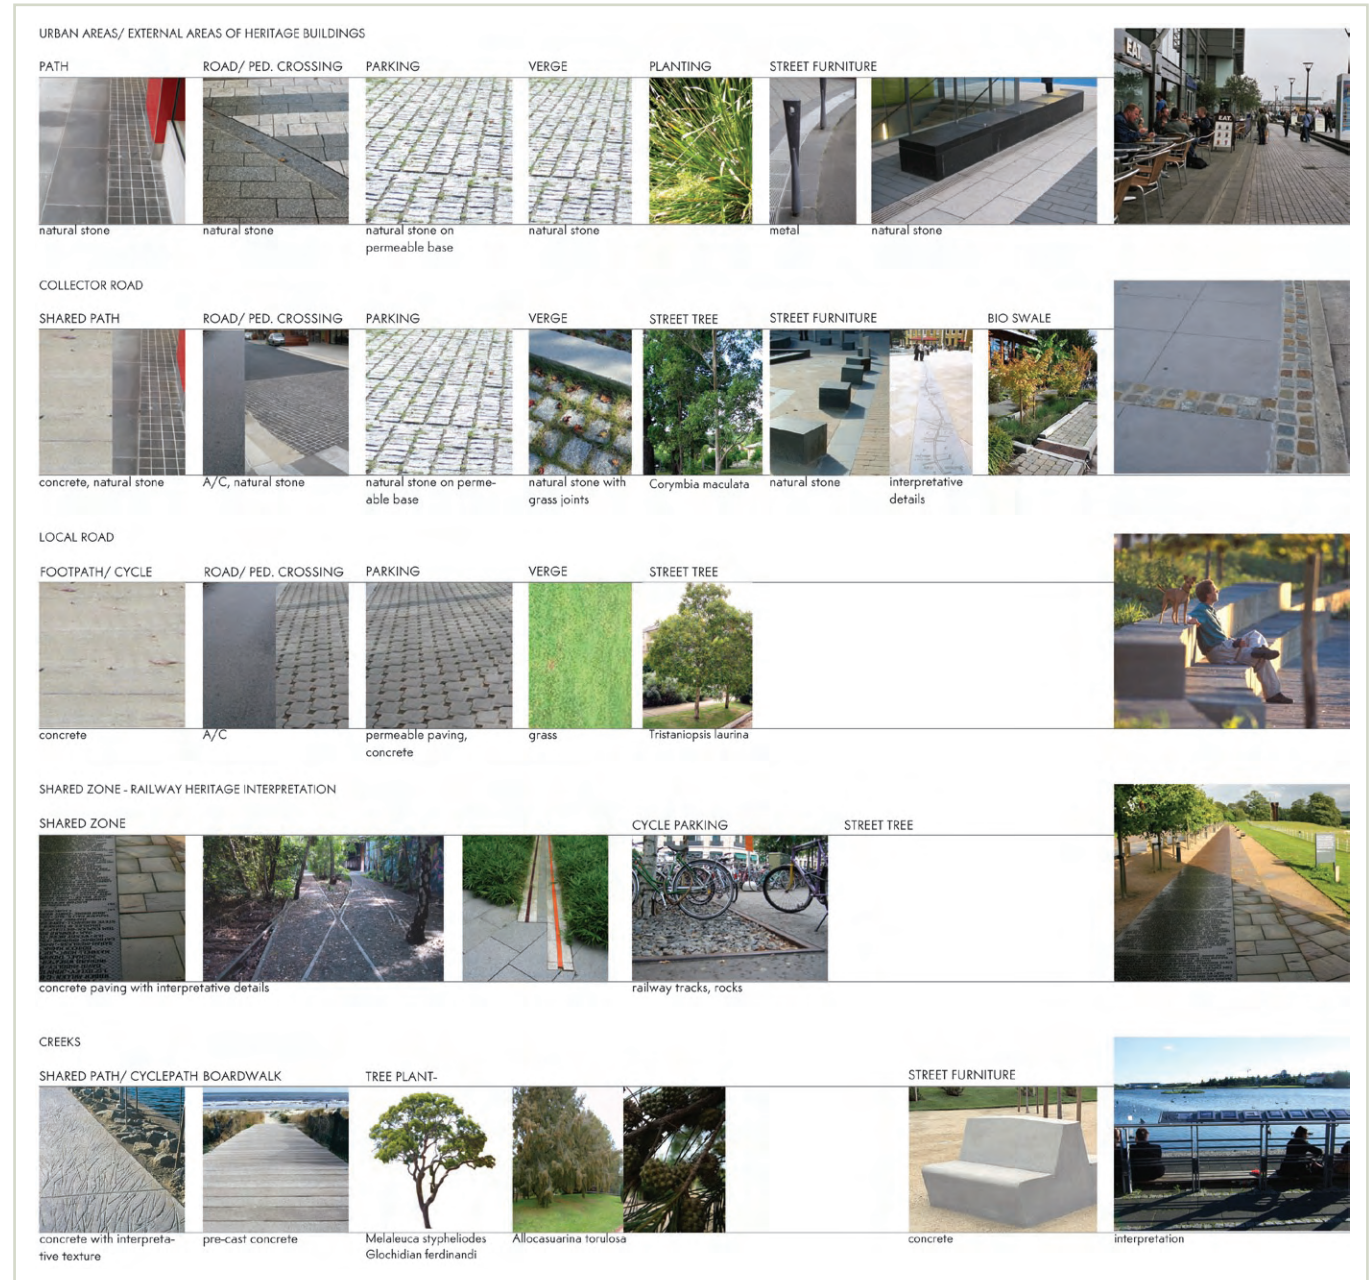 URBAN AREAS/ EXTERNAL AREAS OF HERITAGE BUILDINGS
PATH
ROAD/ PED. CROSSING
PARKING
VERGE
PLANTING
STREET FURNITURE
EAT.
EAT.
natural stone
natural stone
natural stone on
permeable base
natural stone
metal
natural stone
COLLECTOR ROAD
SHARED PATH
ROAD/ PED. CROSSING
PARKING
VERGE
STREET TREE
STREET FURNITURE
BIO SWALE
concrete, natural stone
A/C, natural stone
natural stone on perme-
able base
natural stone with
grass joints
Corymbia maculata
natural stone
interpretative
details
LOCAL ROAD
FOOTPATH/ CYCLE
ROAD/ PED. CROSSING
PARKING
VERGE
STREET TREE
concrete
A/C
permeable paving,
concrete
grass
Tristaniopsis laurina
SHARED ZONE - RAILWAY HERITAGE INTERPRETATION
SHARED ZONE
CYCLE PARKING
STREET TREE
concrete paving with interpretative details
railway tracks, rocks
CREEKS
SHARED PATH/ CYCLEPATH
BOARDWALK
TREE PLANT-
STREET FURNITURE
concrete with interpreta-
tive texture
pre-cast concrete
Melaleuca stypheliodes
Glochidian ferdinandi
Allocasuarina torulosa
concrete
interpretation